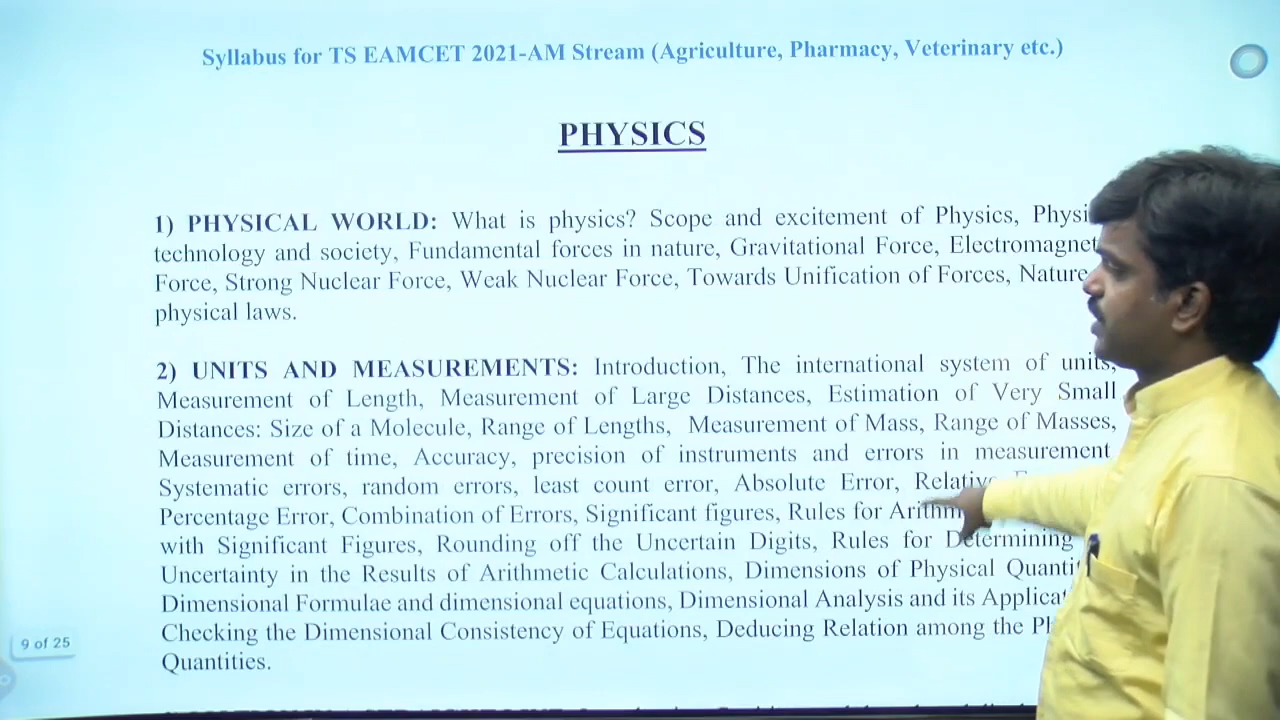 Syllabus for TS EAMCET 2021-AM Stream (Agriculture, Pharmacy, Veterinary etc.)
PHYSICS
1) PHYSICAL WORLD: What is physics? Scope and excitement of Physics,
technology and society, Fundamental forces in nature, Gravitational Force,
Force, Strong Nuclear Force, Weak Nuclear Force, Towards Unification of Forces, Nature
physical laws.
2) UNITS AND MEASUREMENTS: Introduction, The international system of units,
Measurement of Length, Measurement of Large Distances, Estimation of Very Small
Distances: Size of a Molecule, Range of Lengths, Measurement of Mass, Range of Masses,
Measurement of time, Accuracy, precision of instruments and errors in measurement
Systematic errors, random errors, least count error, Absolute Error,
Percentage Error, Combination of Errors, Significant figures, Rules for
with Significant Figures, Rounding off the Uncertain Digits, Rules for Determining
Uncertainty in the Results of Arithmetic Calculations, Dimensions of Physical
Dimensional Formulae and dimensional equations, Dimensional Analysis and its
Checking the Dimensional Consistency of Equations, Deducing Relation among the
Quantities.
9 of 25